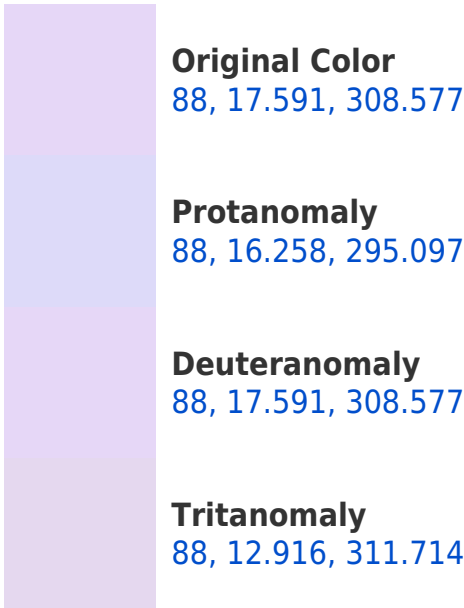 Original Color
88, 17.591, 308.577
Protanomaly
88, 16.258, 295.097
Deuteranomaly
88, 17.591, 308.577
Tritanomaly
88, 12.916, 311.714